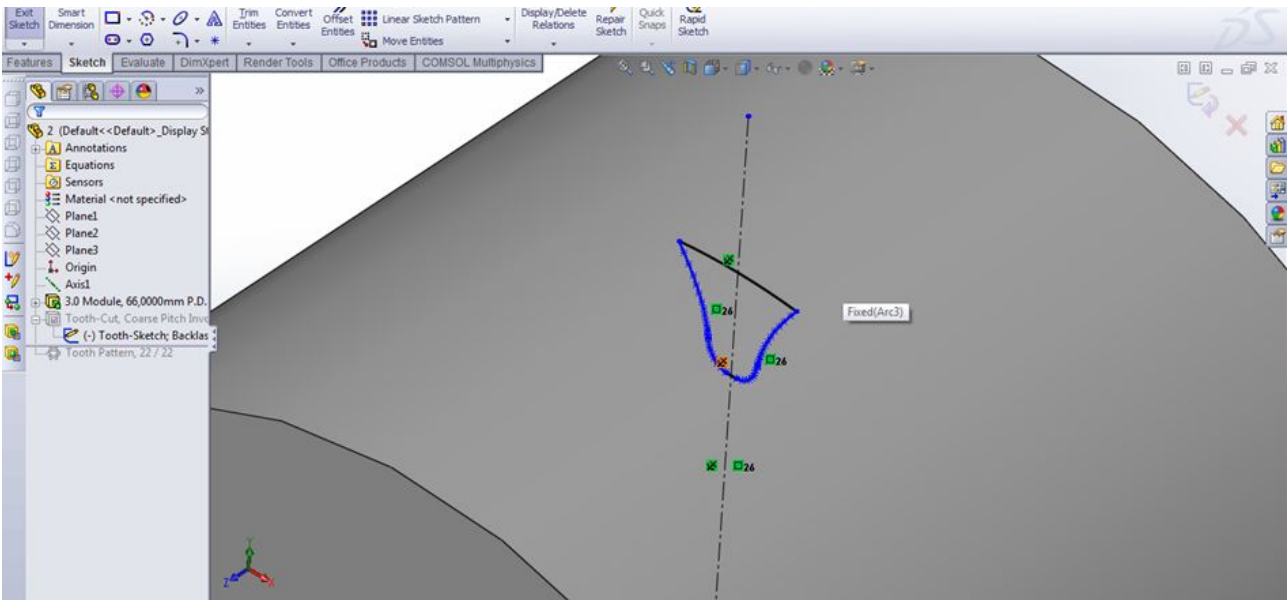 Exit Sketch
Smart Dimension
Trim Entities
Convert Entities
Offset Entities
Linear Sketch Pattern
Move Entities
Display/Delete Relations
Repair Sketch
Quick Snaps
Rapid Sketch
Features Sketch Evaluate DimXpert Render Tools Office Products COMSOL Multiphysics
2 (Default<<Default>_Display St
Annotations
Equations
Sensors
Material <not specified>
Plane1
Plane2
Plane3
Origin
Axis1
3.0 Module, 66,0000mm P.D.
Tooth-Cut, Coarse Pitch Invo
(-) Tooth-Sketch; Backlas
Tooth Pattern, 22 / 22
26
Fixed(Arc3)
26
26
Y
Z X